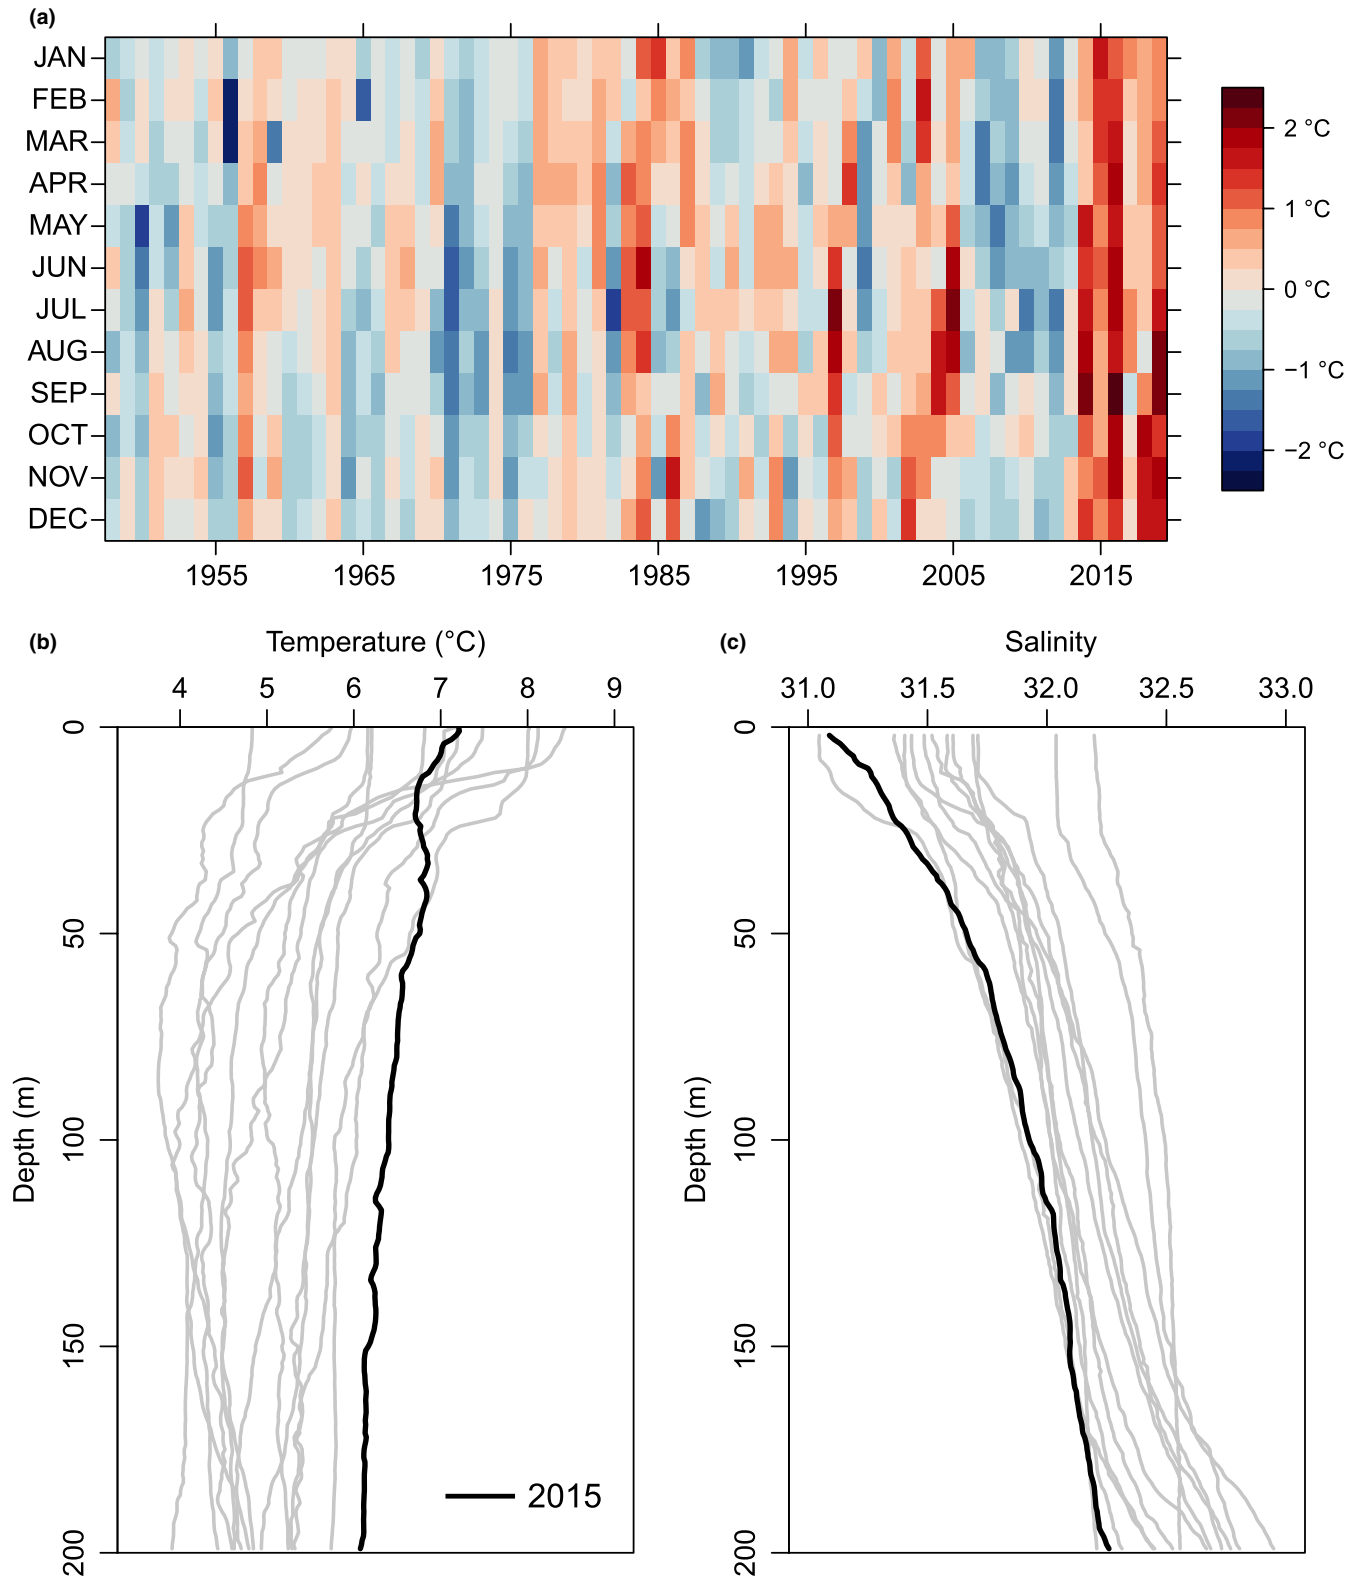 (a)
JAN
FEB
MAR
APR
MAY
JUN
JUL
AUG
SEP
OCT
NOV
DEC
1955 1965 1975 1985 1995 2005 2015
2 °C
1 °C
0 °C
−1 °C
−2 °C
(b)
Temperature (°C)
4 5 6 7 8 9
0
50
100
150
200
Depth (m)
2015
(c)
Salinity
31.0 31.5 32.0 32.5 33.0
0
50
100
150
200
Depth (m)